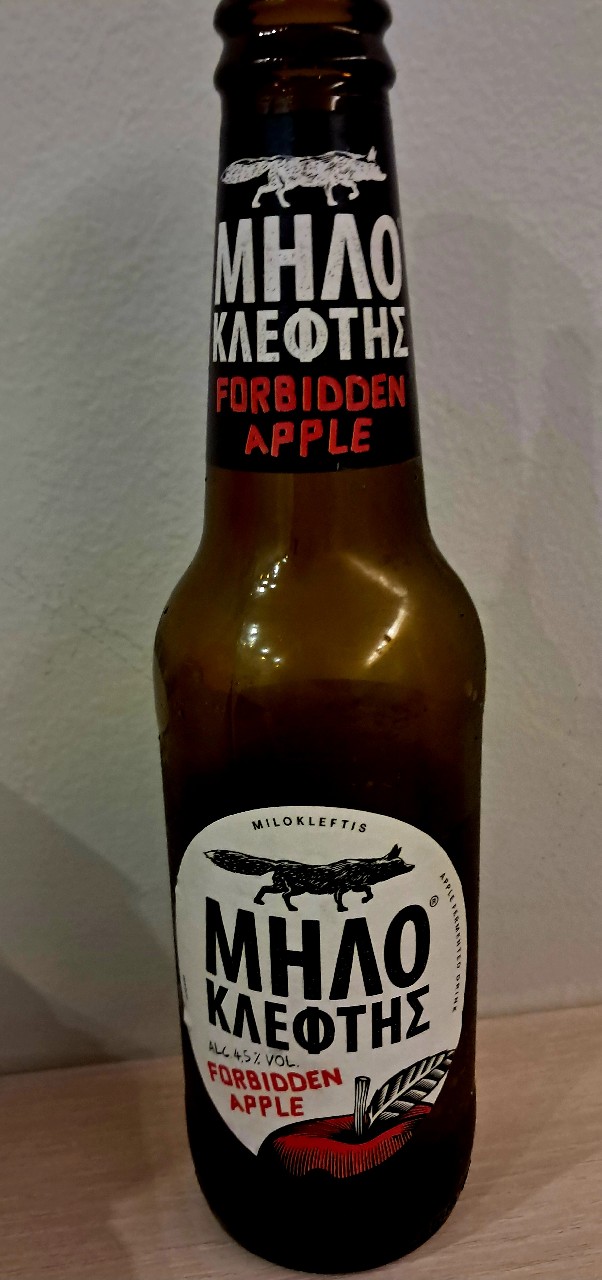 ΜΗΛΟ
ΚΛΕΦΤΗΣ
FORBIDDEN
APPLE
MILOKLEFTIS
®
ΜΗΛΟ
ΚΛΕΦΤΗΣ
ALC. 4,5% VOL.
FORBIDDEN
APPLE
APPLE FERMENTED DRINK